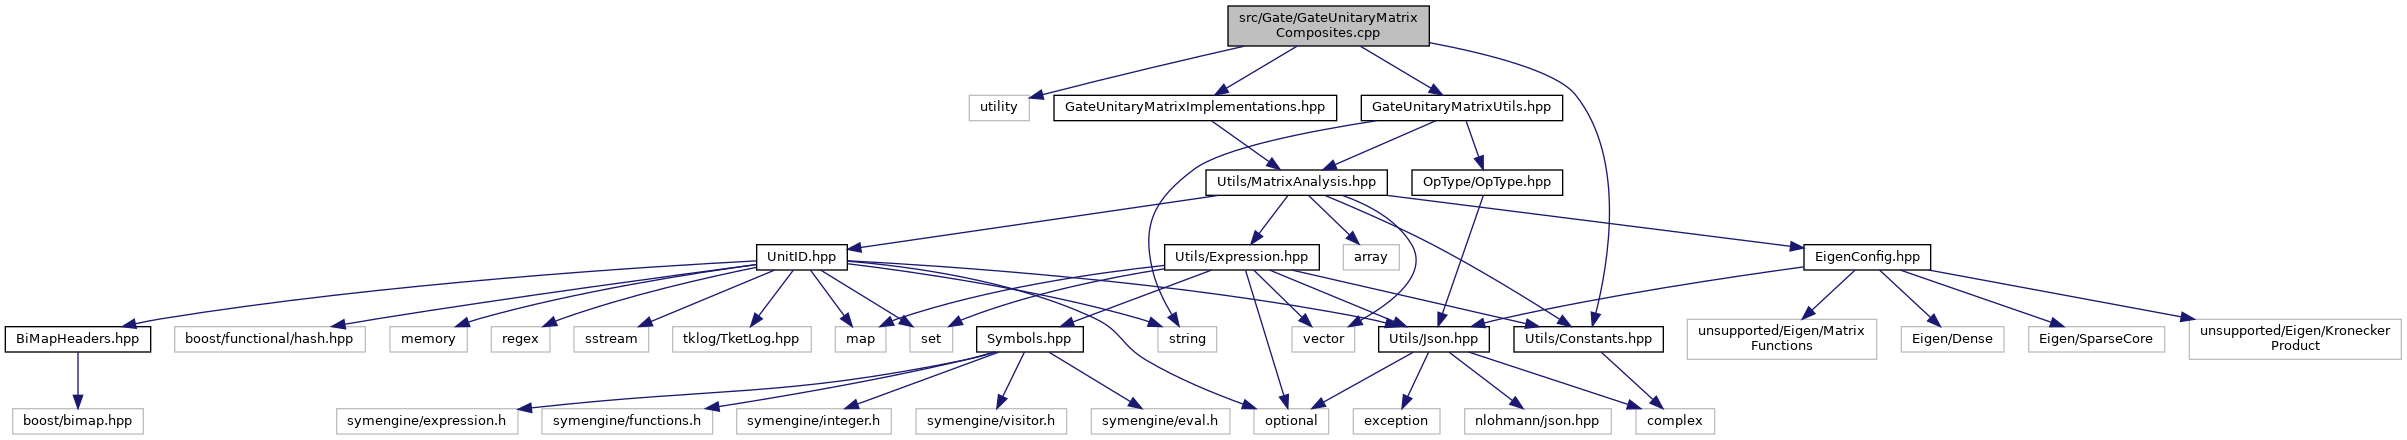 src/Gate/GateUnitaryMatrix
Composites.cpp
utility
GateUnitaryMatrixImplementations.hpp
GateUnitaryMatrixUtils.hpp
Utils/MatrixAnalysis.hpp
OpType/OpType.hpp
UnitID.hpp
Utils/Expression.hpp
array
EigenConfig.hpp
BiMapHeaders.hpp
boost/functional/hash.hpp
memory
regex
sstream
tklog/TketLog.hpp
map
set
Symbols.hpp
string
vector
Utils/Json.hpp
Utils/Constants.hpp
unsupported/Eigen/Matrix
Functions
Eigen/Dense
Eigen/SparseCore
unsupported/Eigen/Kronecker
Product
boost/bimap.hpp
symengine/expression.h
symengine/functions.h
symengine/integer.h
symengine/visitor.h
symengine/eval.h
optional
exception
nlohmann/json.hpp
complex